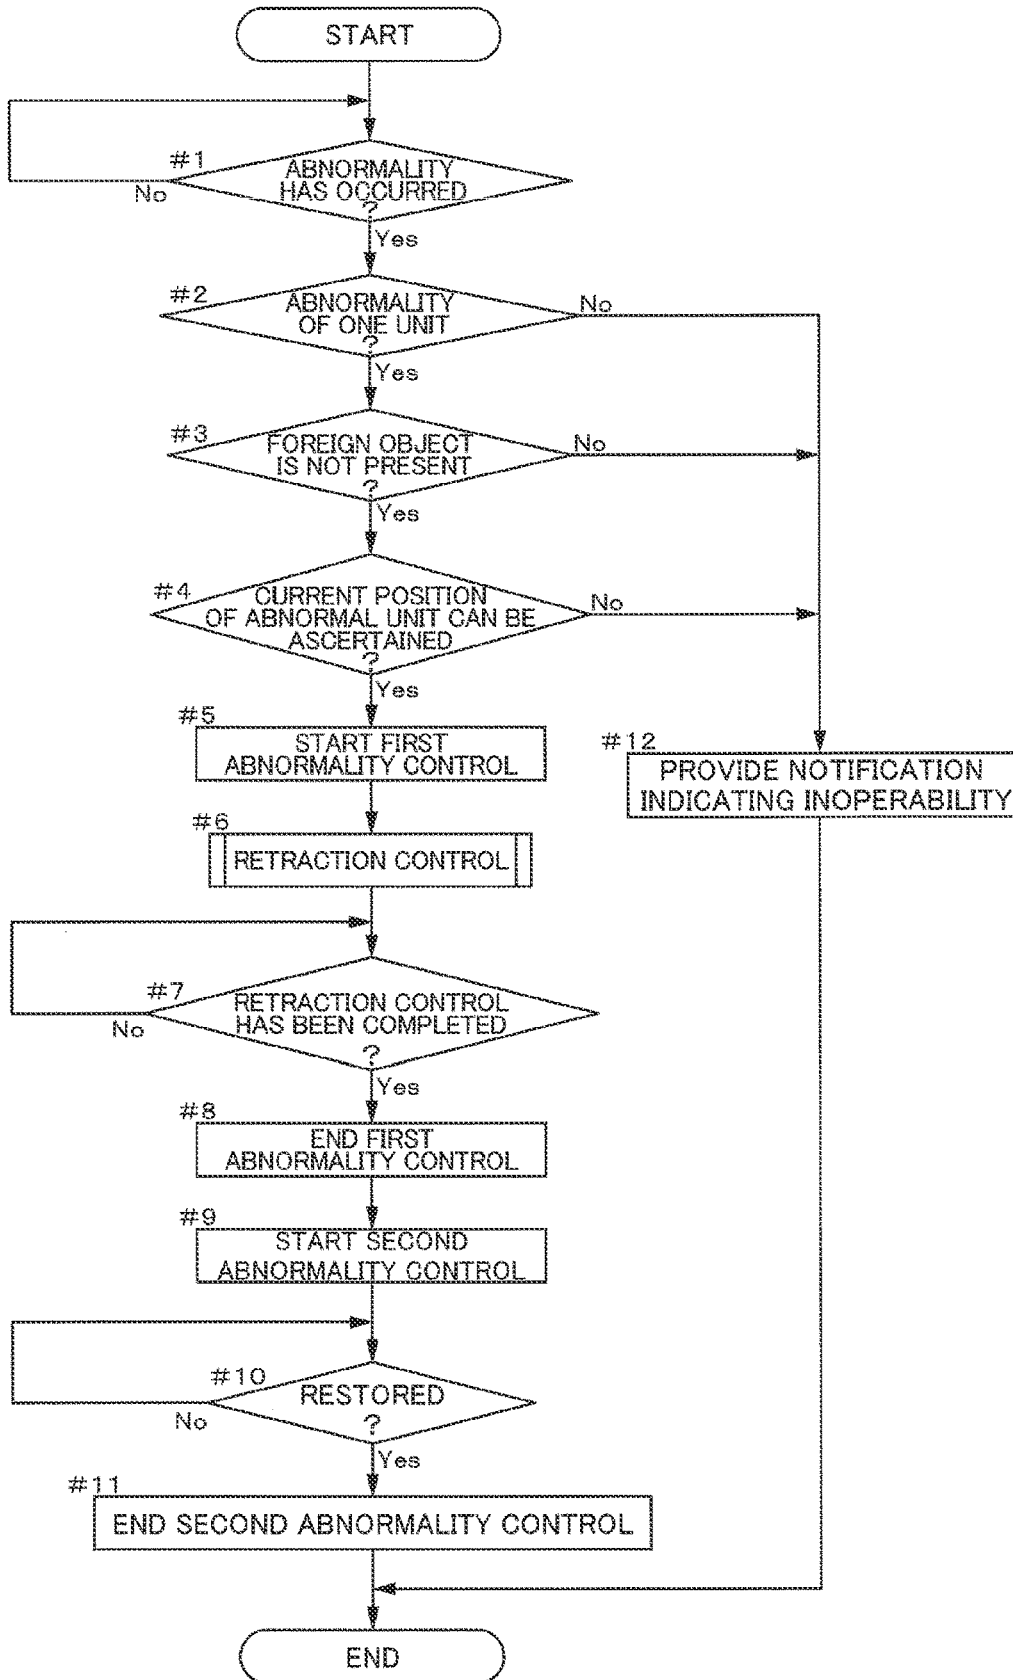 START
#1
ABNORMALITY
HAS OCCURRED
?
No
Yes
#2
ABNORMALITY
OF ONE UNIT
?
No
Yes
#3
FOREIGN OBJECT
IS NOT PRESENT
?
No
Yes
#4
CURRENT POSITION
OF ABNORMAL UNIT CAN BE
ASCERTAINED
?
No
Yes
#5
START FIRST
ABNORMALITY CONTROL
#12
PROVIDE NOTIFICATION
INDICATING INOPERABILITY
#6
RETRACTION CONTROL
#7
RETRACTION CONTROL
HAS BEEN COMPLETED
?
No
Yes
#8
END FIRST
ABNORMALITY CONTROL
#9
START SECOND
ABNORMALITY CONTROL
#10
RESTORED
?
No
Yes
#11
END SECOND ABNORMALITY CONTROL
END